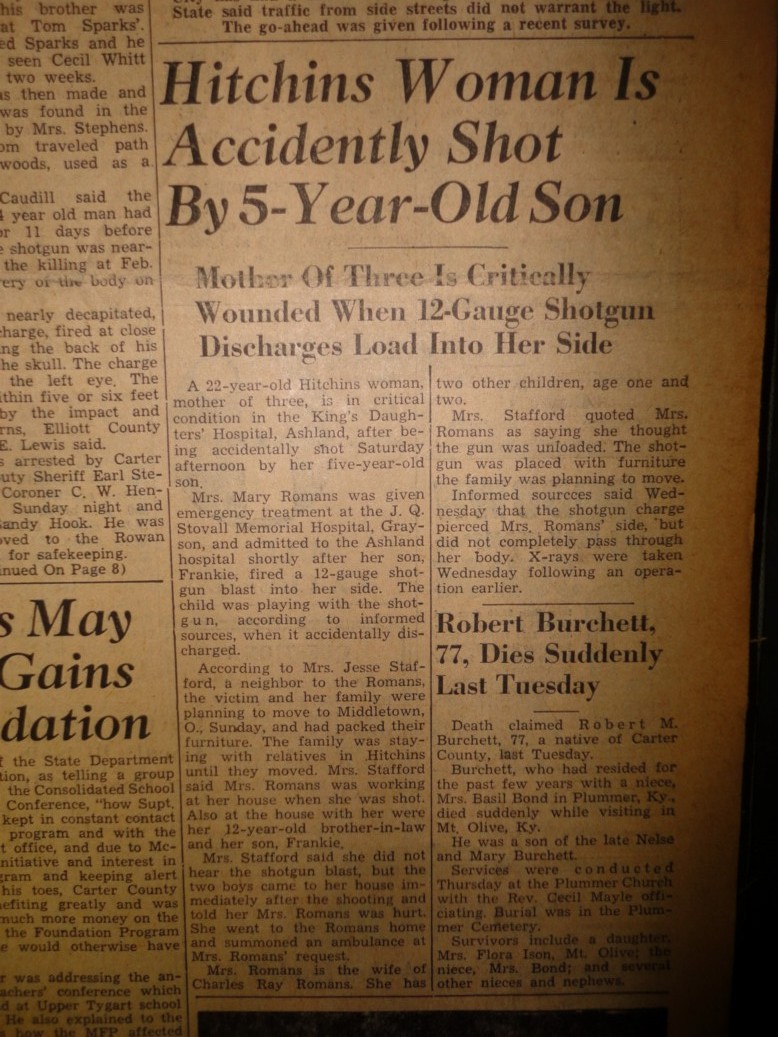 his brother was
at Tom Sparks'.
ed Sparks and he
seen Cecil Whitt
two weeks.
as then made and
was found in the
by Mrs. Stephens.
om traveled path
woods, used as a
Caudill said the
4 year old man had
or 11 days before
e shotgun was near-
the killing at Feb.
ery of the body on
nearly decapitated,
charge, fired at close
ing the back of his
he skull. The charge
the left eye. The
ithin five or six feet
by the impact and
rns, Elliott County
E. Lewis said.
s arrested by Carter
uty Sheriff Earl Ste-
Coroner C. W. Hen-
Sunday night and
Sandy Hook. He was
oved to the Rowan
for safekeeping.
nued On Page 8)
s May
Gains
dation
f the State Department
tion, as telling a group
the Consolidated School
Conference, "how Supt.
kept in constant contact
program and with the
t office, and due to Mc-
nitiative and interest in
gram and keeping alert
his toes, Carter County
nefiting greatly and was
much more money on the
the Foundation Program
e would otherwise have
r was addressing the an-
achers' conference which
d at Upper Tygart school
He also explained to the
s how the MFP affected
State said traffic from side streets did not warrant the light.
The go-ahead was given following a recent survey.
Hitchins Woman Is
Accidently Shot
By 5-Year-Old Son
Mother Of Three Is Critically
Wounded When 12-Gauge Shotgun
Discharges Load Into Her Side
A 22-year-old Hitchins woman,
mother of three, is in critical
condition in the King's Daugh-
ters' Hospital, Ashland, after be-
ing accidentally shot Saturday
afternoon by her five-year-old
son.
Mrs. Mary Romans was given
emergency treatment at the J. Q.
Stovall Memorial Hospital, Gray-
son, and admitted to the Ashland
hospital shortly after her son,
Frankie, fired a 12-gauge shot-
gun blast into her side. The
child was playing with the shot-
gun, according to informed
sources, when it accidentally dis-
charged.
According to Mrs. Jesse Staf-
ford, a neighbor to the Romans,
the victim and her family were
planning to move to Middletown,
O., Sunday, and had packed their
furniture. The family was stay-
ing with relatives in Hitchins
until they moved. Mrs. Stafford
said Mrs. Romans was working
at her house when she was shot.
Also at the house with her were
her 12-year-old brother-in-law
and her son, Frankie.
Mrs. Stafford said she did not
hear the shotgun blast, but the
two boys came to her house im-
mediately after the shooting and
told her Mrs. Romans was hurt.
She went to the Romans home
and summoned an ambulance at
Mrs. Romans' request.
Mrs. Romans is the wife of
Charles Ray Romans. She has
two other children, age one and
two.
Mrs. Stafford quoted Mrs.
Romans as saying she thought
the gun was unloaded. The shot-
gun was placed with furniture
the family was planning to move.
Informed sourcces said Wed-
nesday that the shotgun charge
pierced Mrs. Romans' side, but
did not completely pass through
her body. X-rays were taken
Wednesday following an opera-
tion earlier.
Robert Burchett,
77, Dies Suddenly
Last Tuesday
Death claimed Robert M.
Burchett, 77, a native of Carter
County, last Tuesday.
Burchett, who had resided for
the past few years with a niece,
Mrs. Basil Bond in Plummer, Ky.,
died suddenly while visiting in
Mt. Olive, Ky.
He was a son of the late Nelse
and Mary Burchett.
Services were conducted
Thursday at the Plummer Church
with the Rev. Cecil Mayle offi-
ciating. Burial was in the Plum-
mer Cemetery.
Survivors include a daughter,
Mrs. Flora Ison, Mt. Olive; the
niece, Mrs. Bond; and several
other nieces and nephews.